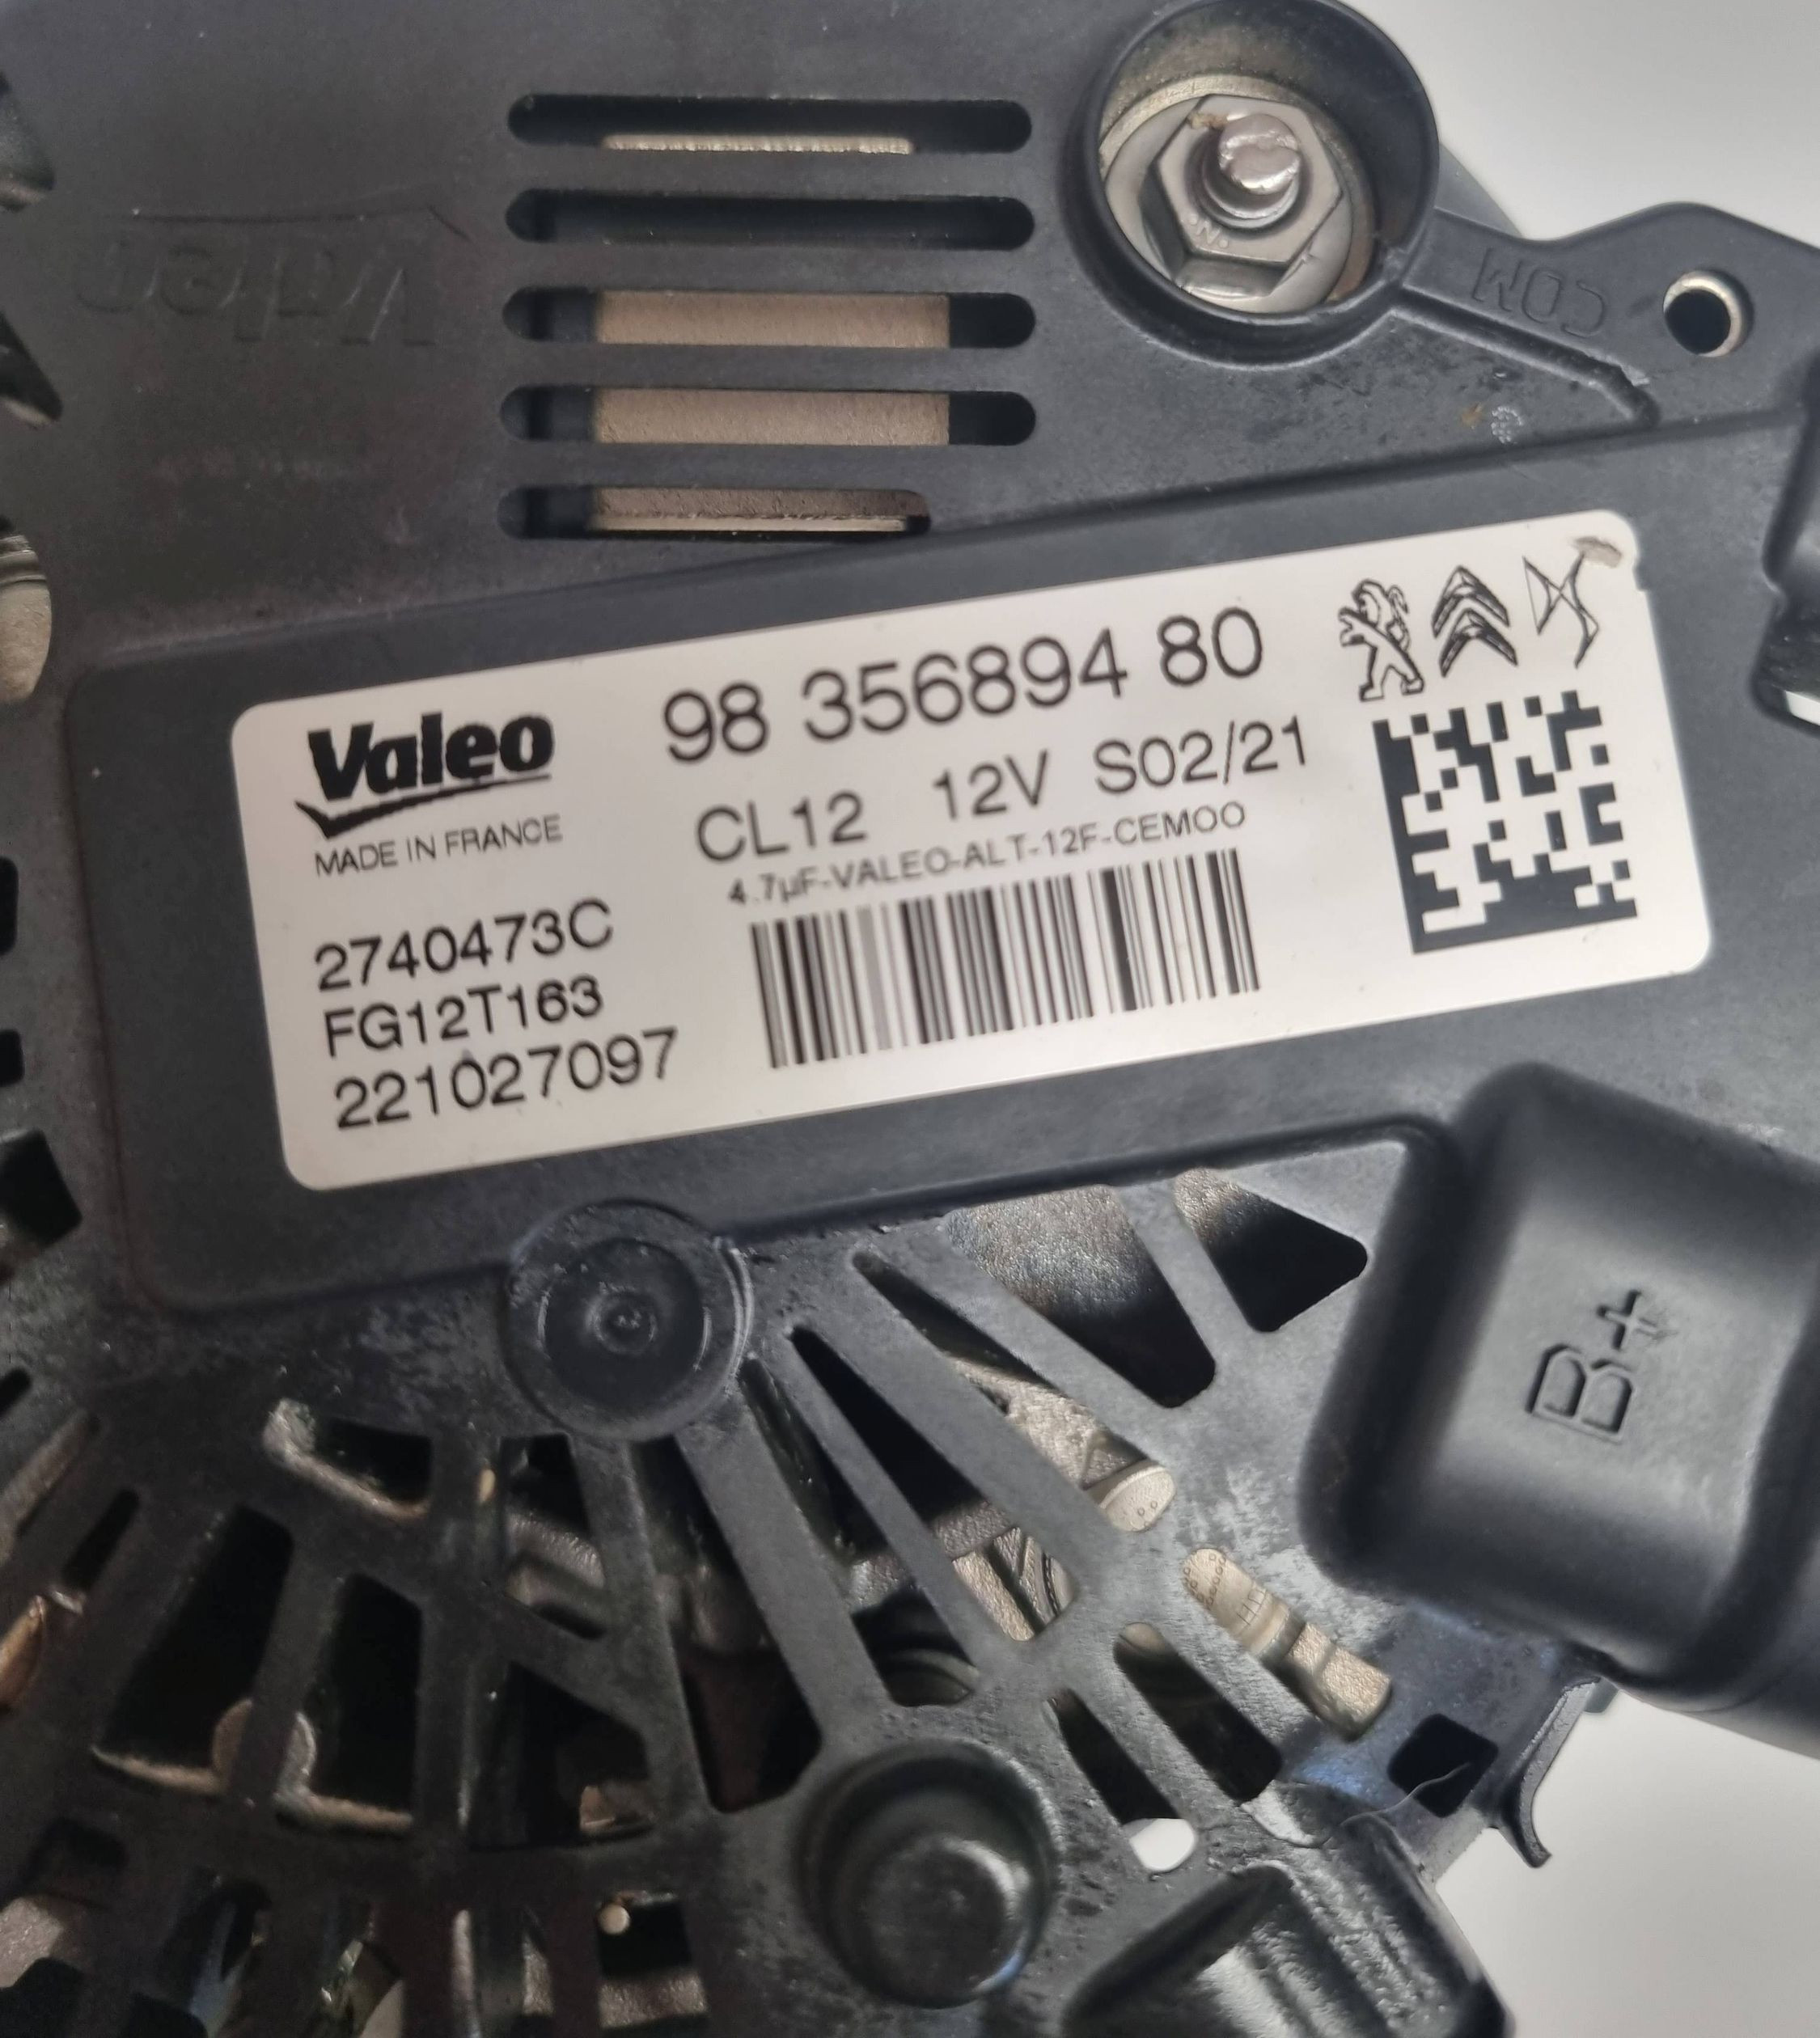 Valeo
COM
Valeo
MADE IN FRANCE
98 356894 80
CL12 12V S02/21
4.7µF-VALEO-ALT-12F-CEMOO
2740473C
FG12T163
221027097
B+